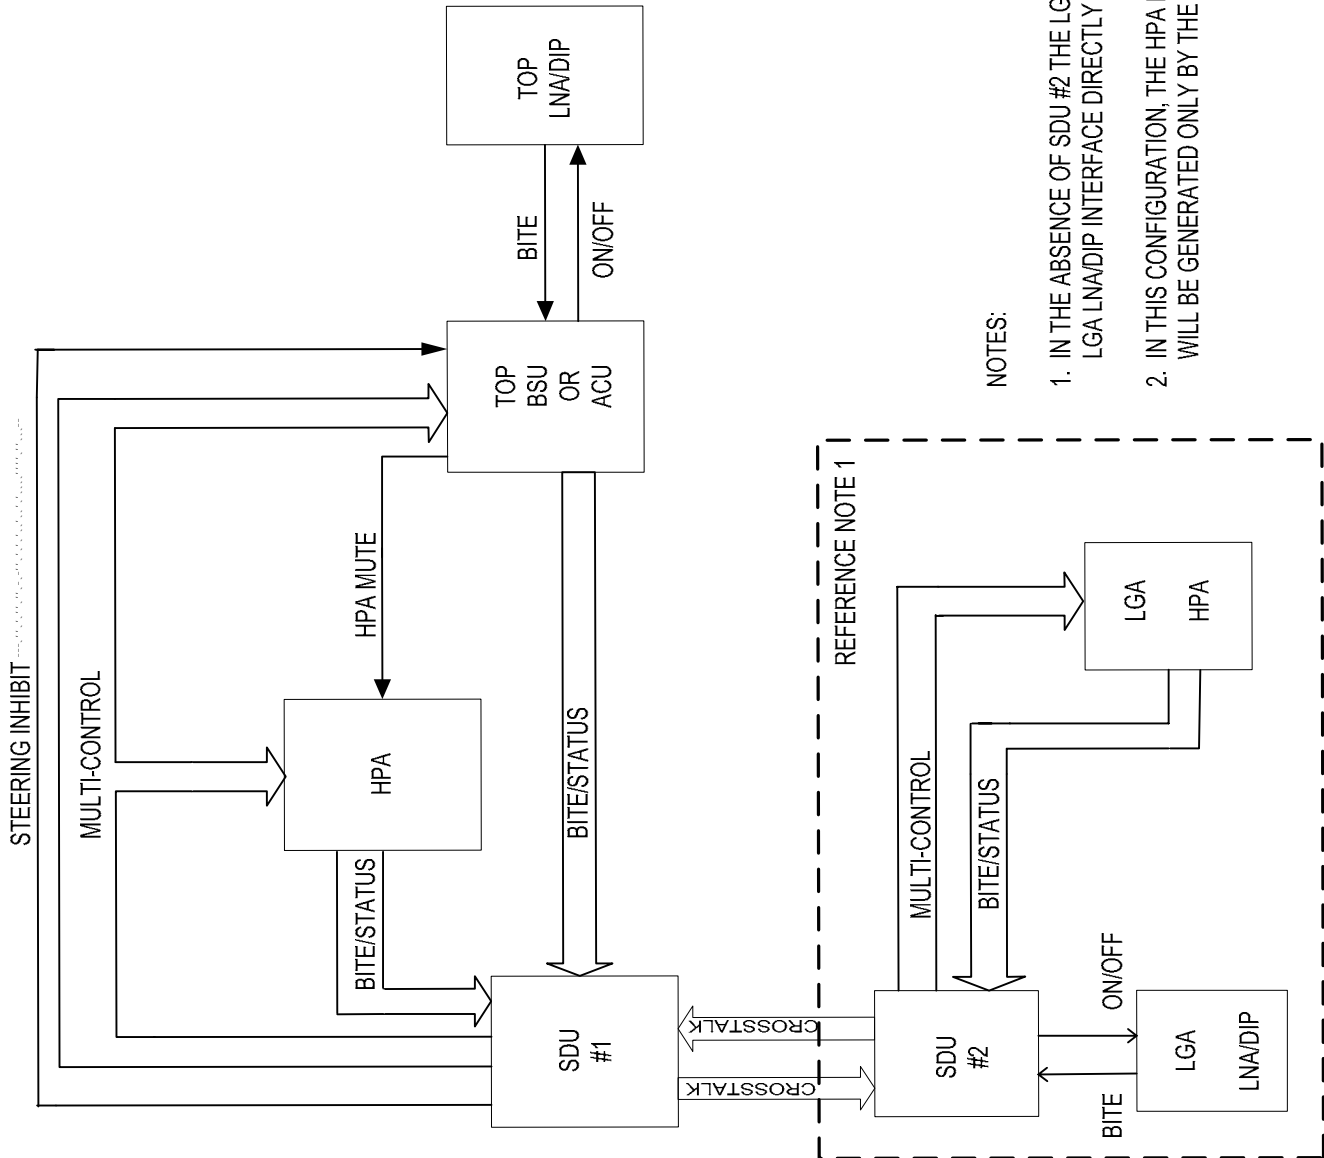 STEERING INHIBIT
MULTI-CONTROL
TOP
LNA/DIP
BITE
ON/OFF
TOP
BSU
OR
ACU
HPA MUTE
HPA
BITE/STATUS
BITE/STATUS
SDU
#1
CROSSTALK
CROSSTALK
REFERENCE NOTE 1
LGA
HPA
MULTI-CONTROL
BITE/STATUS
SDU
#2
ON/OFF
BITE
LGA
LNA/DIP
NOTES:
1. IN THE ABSENCE OF SDU #2 THE LG
LGA LNA/DIP INTERFACE DIRECTLY
2. IN THIS CONFIGURATION, THE HPA
WILL BE GENERATED ONLY BY THE